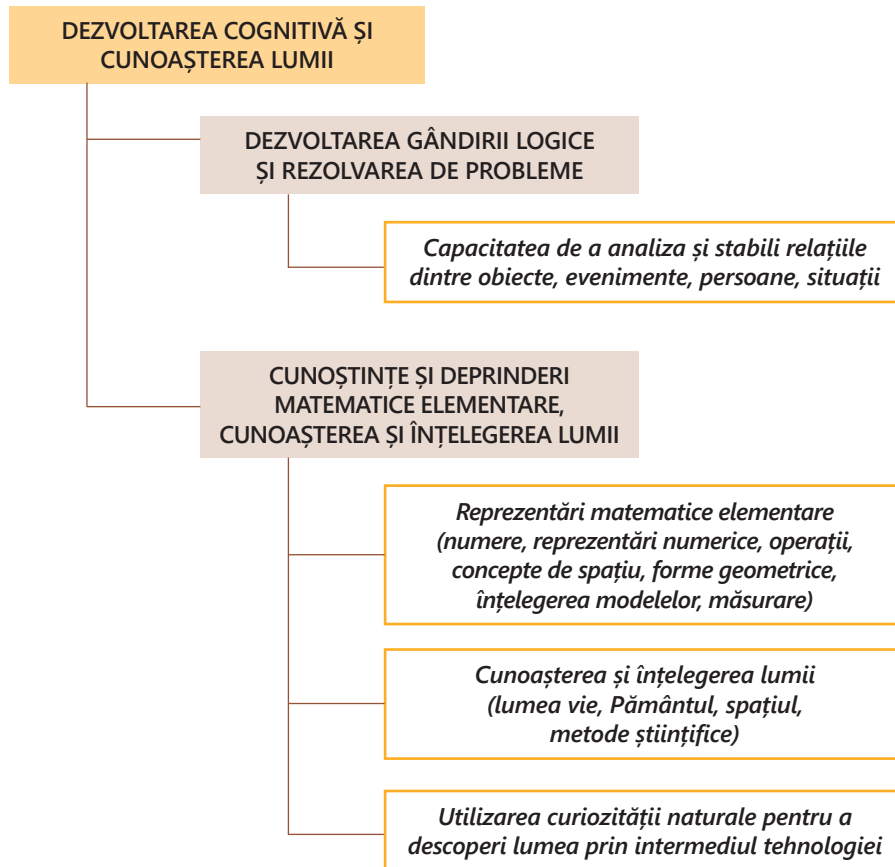 DEZVOLTAREA COGNITIVĂ ȘI
CUNOAȘTEREA LUMII
DEZVOLTAREA GÂNDIRII LOGICE
ȘI REZOLVAREA DE PROBLEME
Capacitatea de a analiza și stabili relațiile
dintre obiecte, evenimente, persoane, situații
CUNOȘTINȚE ȘI DEPRINDERI
MATEMATICE ELEMENTARE,
CUNOAȘTEREA ȘI ÎNȚELEGEREA LUMII
Reprezentări matematice elementare
(numere, reprezentări numerice, operații,
concepte de spațiu, forme geometrice,
înțelegerea modelelor, măsurare)
Cunoașterea și înțelegerea lumii
(lumea vie, Pământul, spațiul,
metode științifice)
Utilizarea curiozității naturale pentru a
descoperi lumea prin intermediul tehnologiei